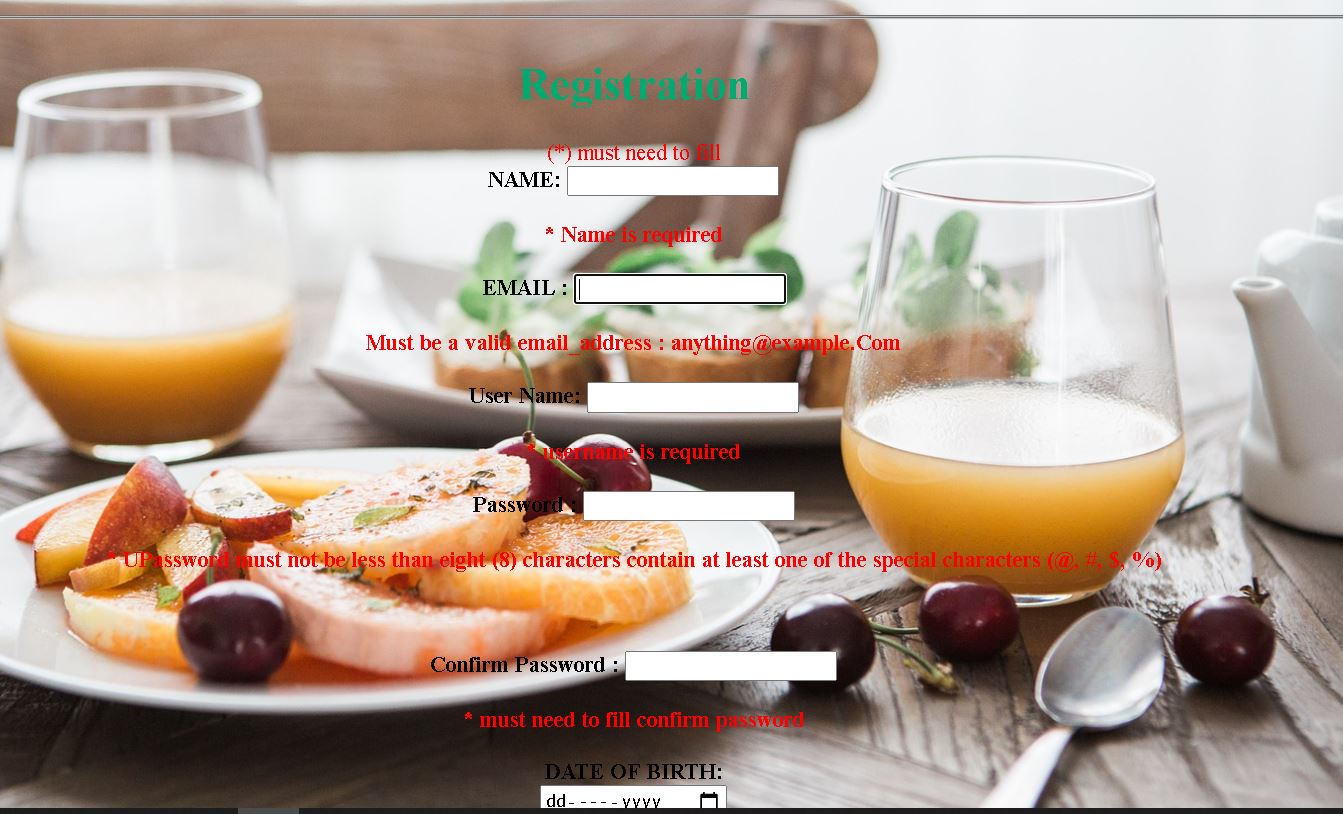 Registration
(*) must need to fill
NAME:
* Name is required
EMAIL :
Must be a valid email_address : anything@example.Com
User Name:
* username is required
Password :
* UPassword must not be less than eight (8) characters contain at least one of the special characters (@, #, $, %)
Confirm Password :
* must need to fill confirm password
DATE OF BIRTH:
dd-----yyyy